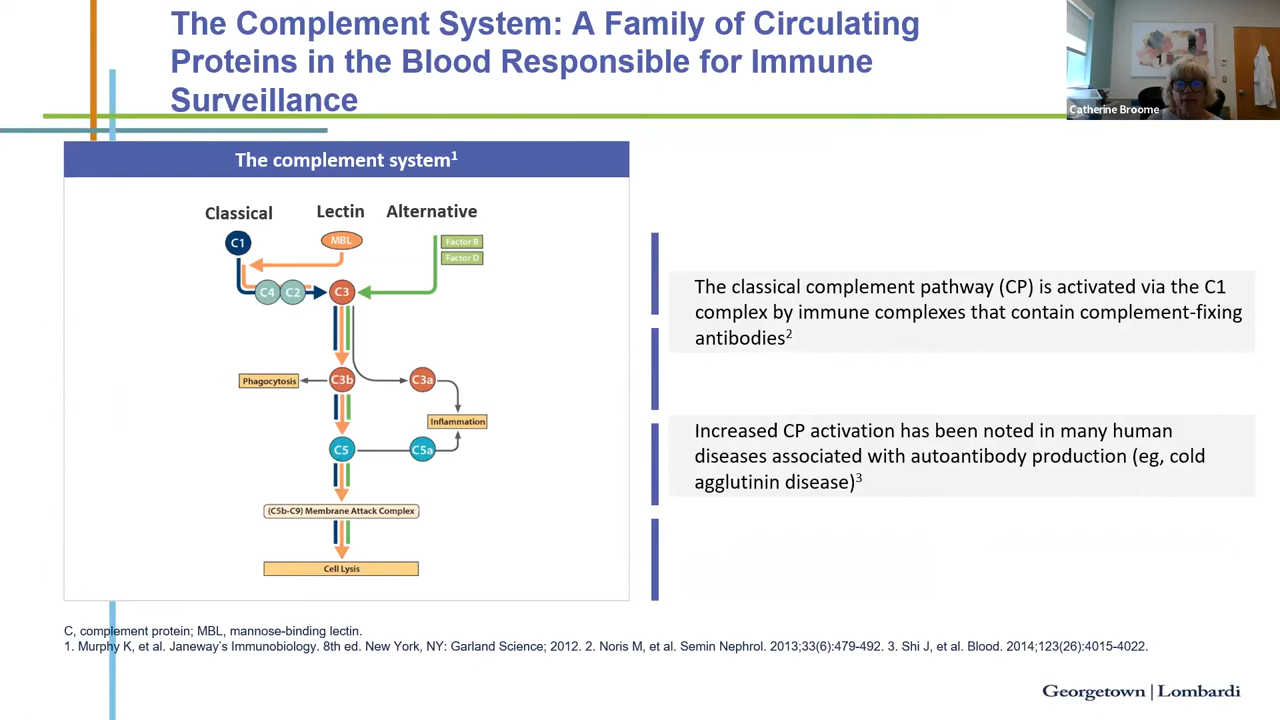 The Complement System: A Family of Circulating
Proteins in the Blood Responsible for Immune
Surveillance
Catherine Broome
The complement system1
Classical
Lectin
Alternative
C1
MBL
Factor B
Factor D
C4
C2
C3
Phagocytosis
C3b
C3a
Inflammation
C5
C5a
(C5b-C9) Membrane Attack Complex
Cell Lysis
The classical complement pathway (CP) is activated via the C1
complex by immune complexes that contain complement-fixing
antibodies2
Increased CP activation has been noted in many human
diseases associated with autoantibody production (eg, cold
agglutinin disease)3
C, complement protein; MBL, mannose-binding lectin.
1. Murphy K, et al. Janeway's Immunobiology. 8th ed. New York, NY: Garland Science; 2012. 2. Noris M, et al. Semin Nephrol. 2013;33(6):479-492. 3. Shi J, et al. Blood. 2014;123(26):4015-4022.
Georgetown | Lombardi